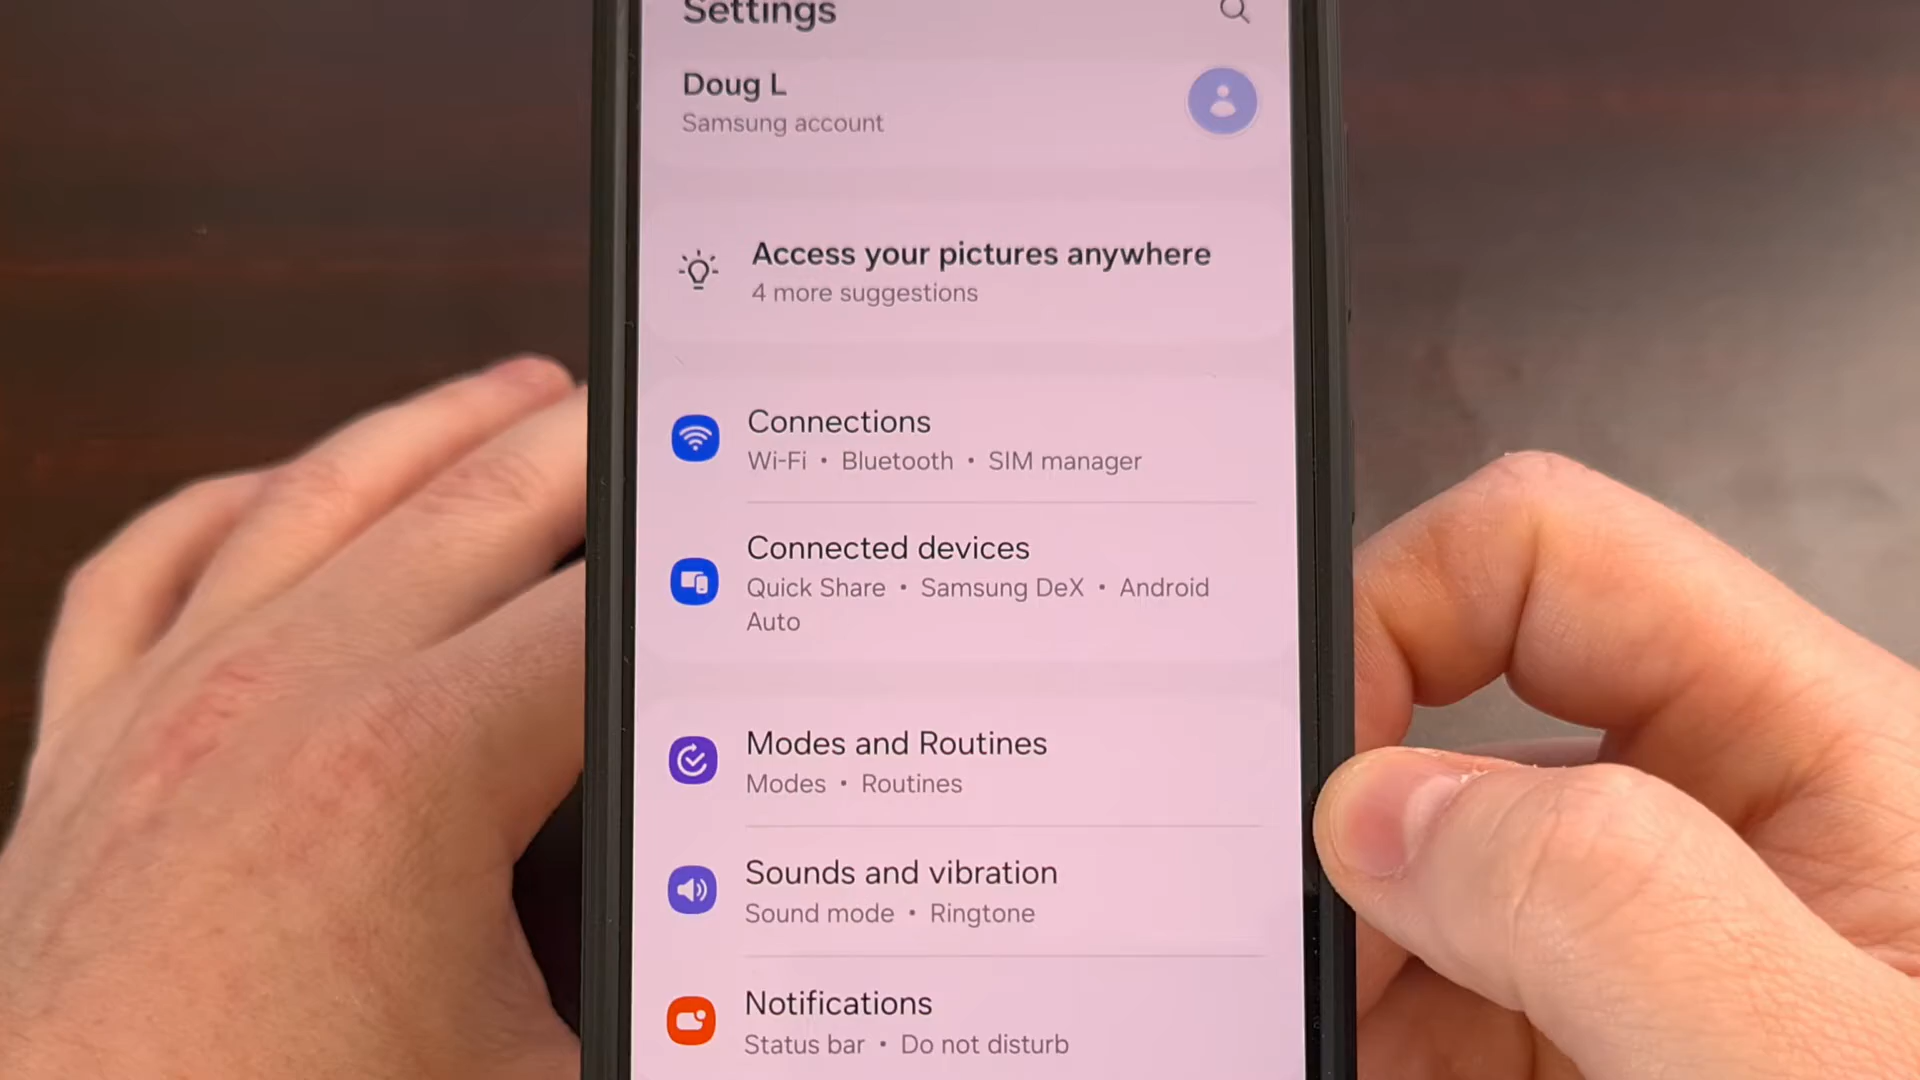 Settings
Doug L
Samsung account
Access your pictures anywhere
4 more suggestions
Connections
Wi-Fi • Bluetooth • SIM manager
Connected devices
Quick Share • Samsung DeX • Android
Auto
Modes and Routines
Modes • Routines
Sounds and vibration
Sound mode • Ringtone
Notifications
Status bar • Do not disturb